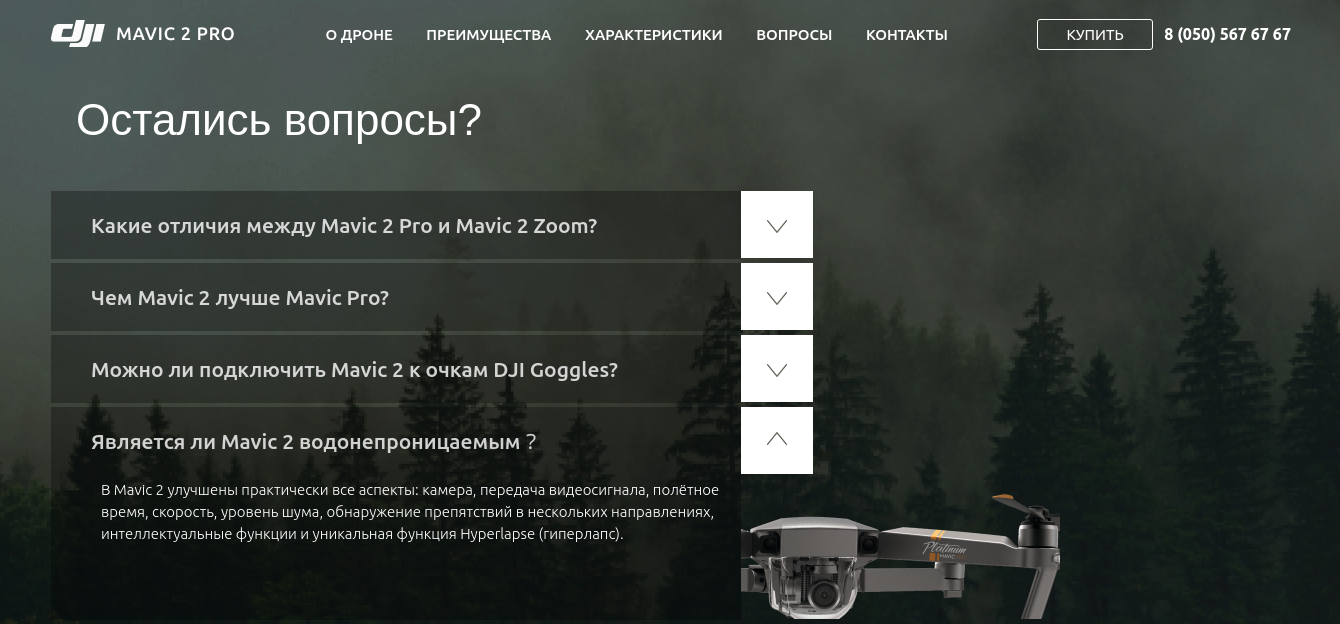 dji MAVIC 2 PRO
О ДРОНЕ ПРЕИМУЩЕСТВА ХАРАКТЕРИСТИКИ ВОПРОСЫ КОНТАКТЫ
КУПИТЬ 8 (050) 567 67 67
Остались вопросы?
Какие отличия между Mavic 2 Pro и Mavic 2 Zoom?
Чем Mavic 2 лучше Mavic Pro?
Можно ли подключить Mavic 2 к очкам DJI Goggles?
Является ли Mavic 2 водонепроницаемым ?
В Mavic 2 улучшены практически все аспекты: камера, передача видеосигнала, полётное
время, скорость, уровень шума, обнаружение препятствий в нескольких направлениях,
интеллектуальные функции и уникальная функция Hyperlapse (гиперлапс).
Platinum
MAVIC